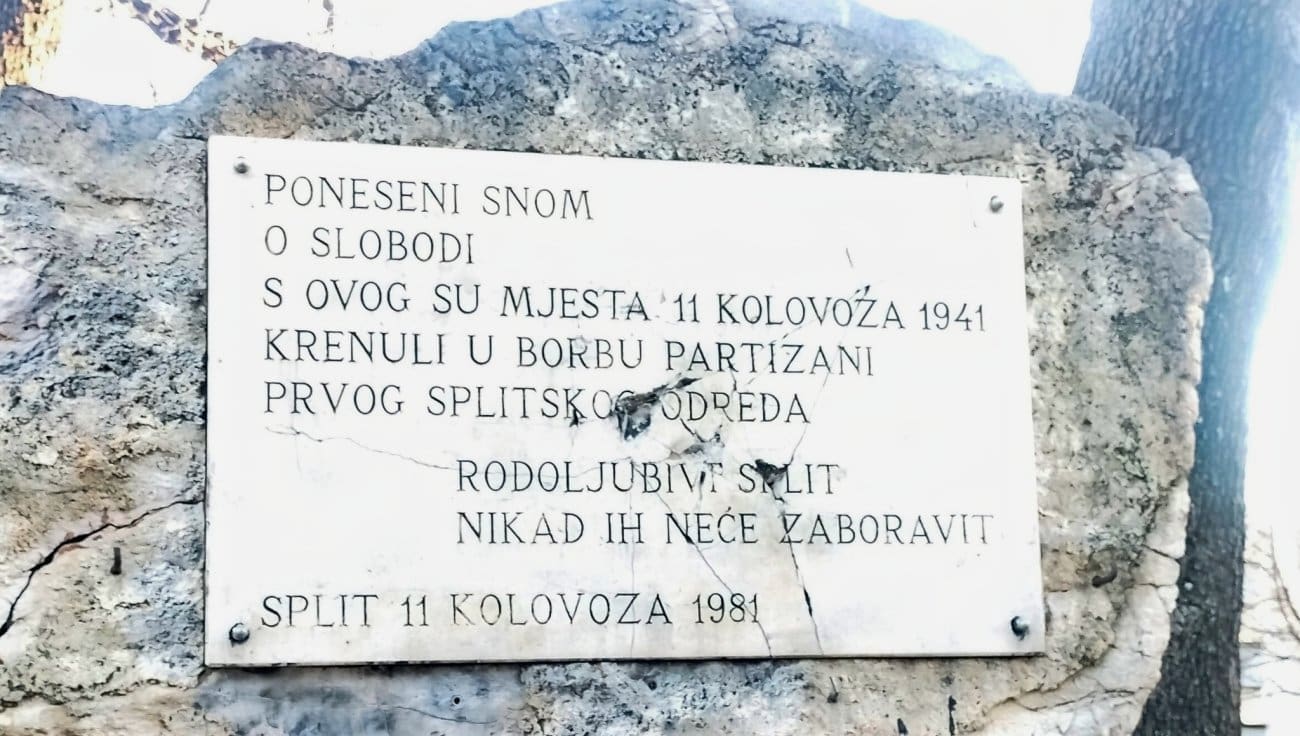 PONESENI SNOM
O SLOBODI
S OVOG SU MJESTA 11 KOLOVOZA 1941
KRENULI U BORBU PARTIZANI
PRVOG SPLITSKOG ODREDA
RODOLJUBIVI SPLIT
NIKAD IH NEĆE ZABORAVIT
SPLIT 11 KOLOVOZA 1981